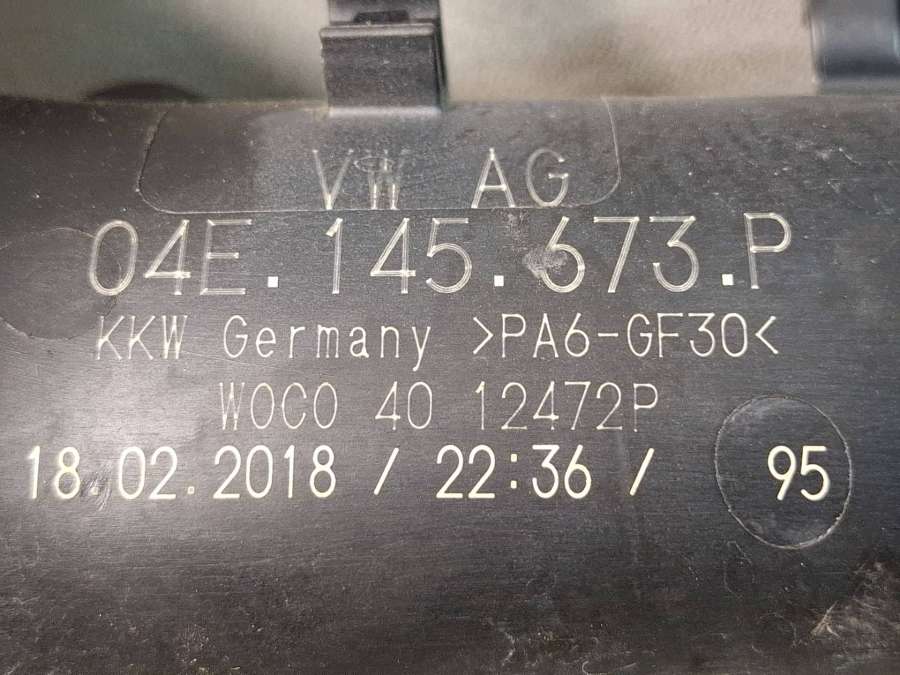 VW AG
04E.145.673.P
KKW Germany >PA6-GF30<
WOCO 40 12472P
18.02.2018 / 22:36 / 95